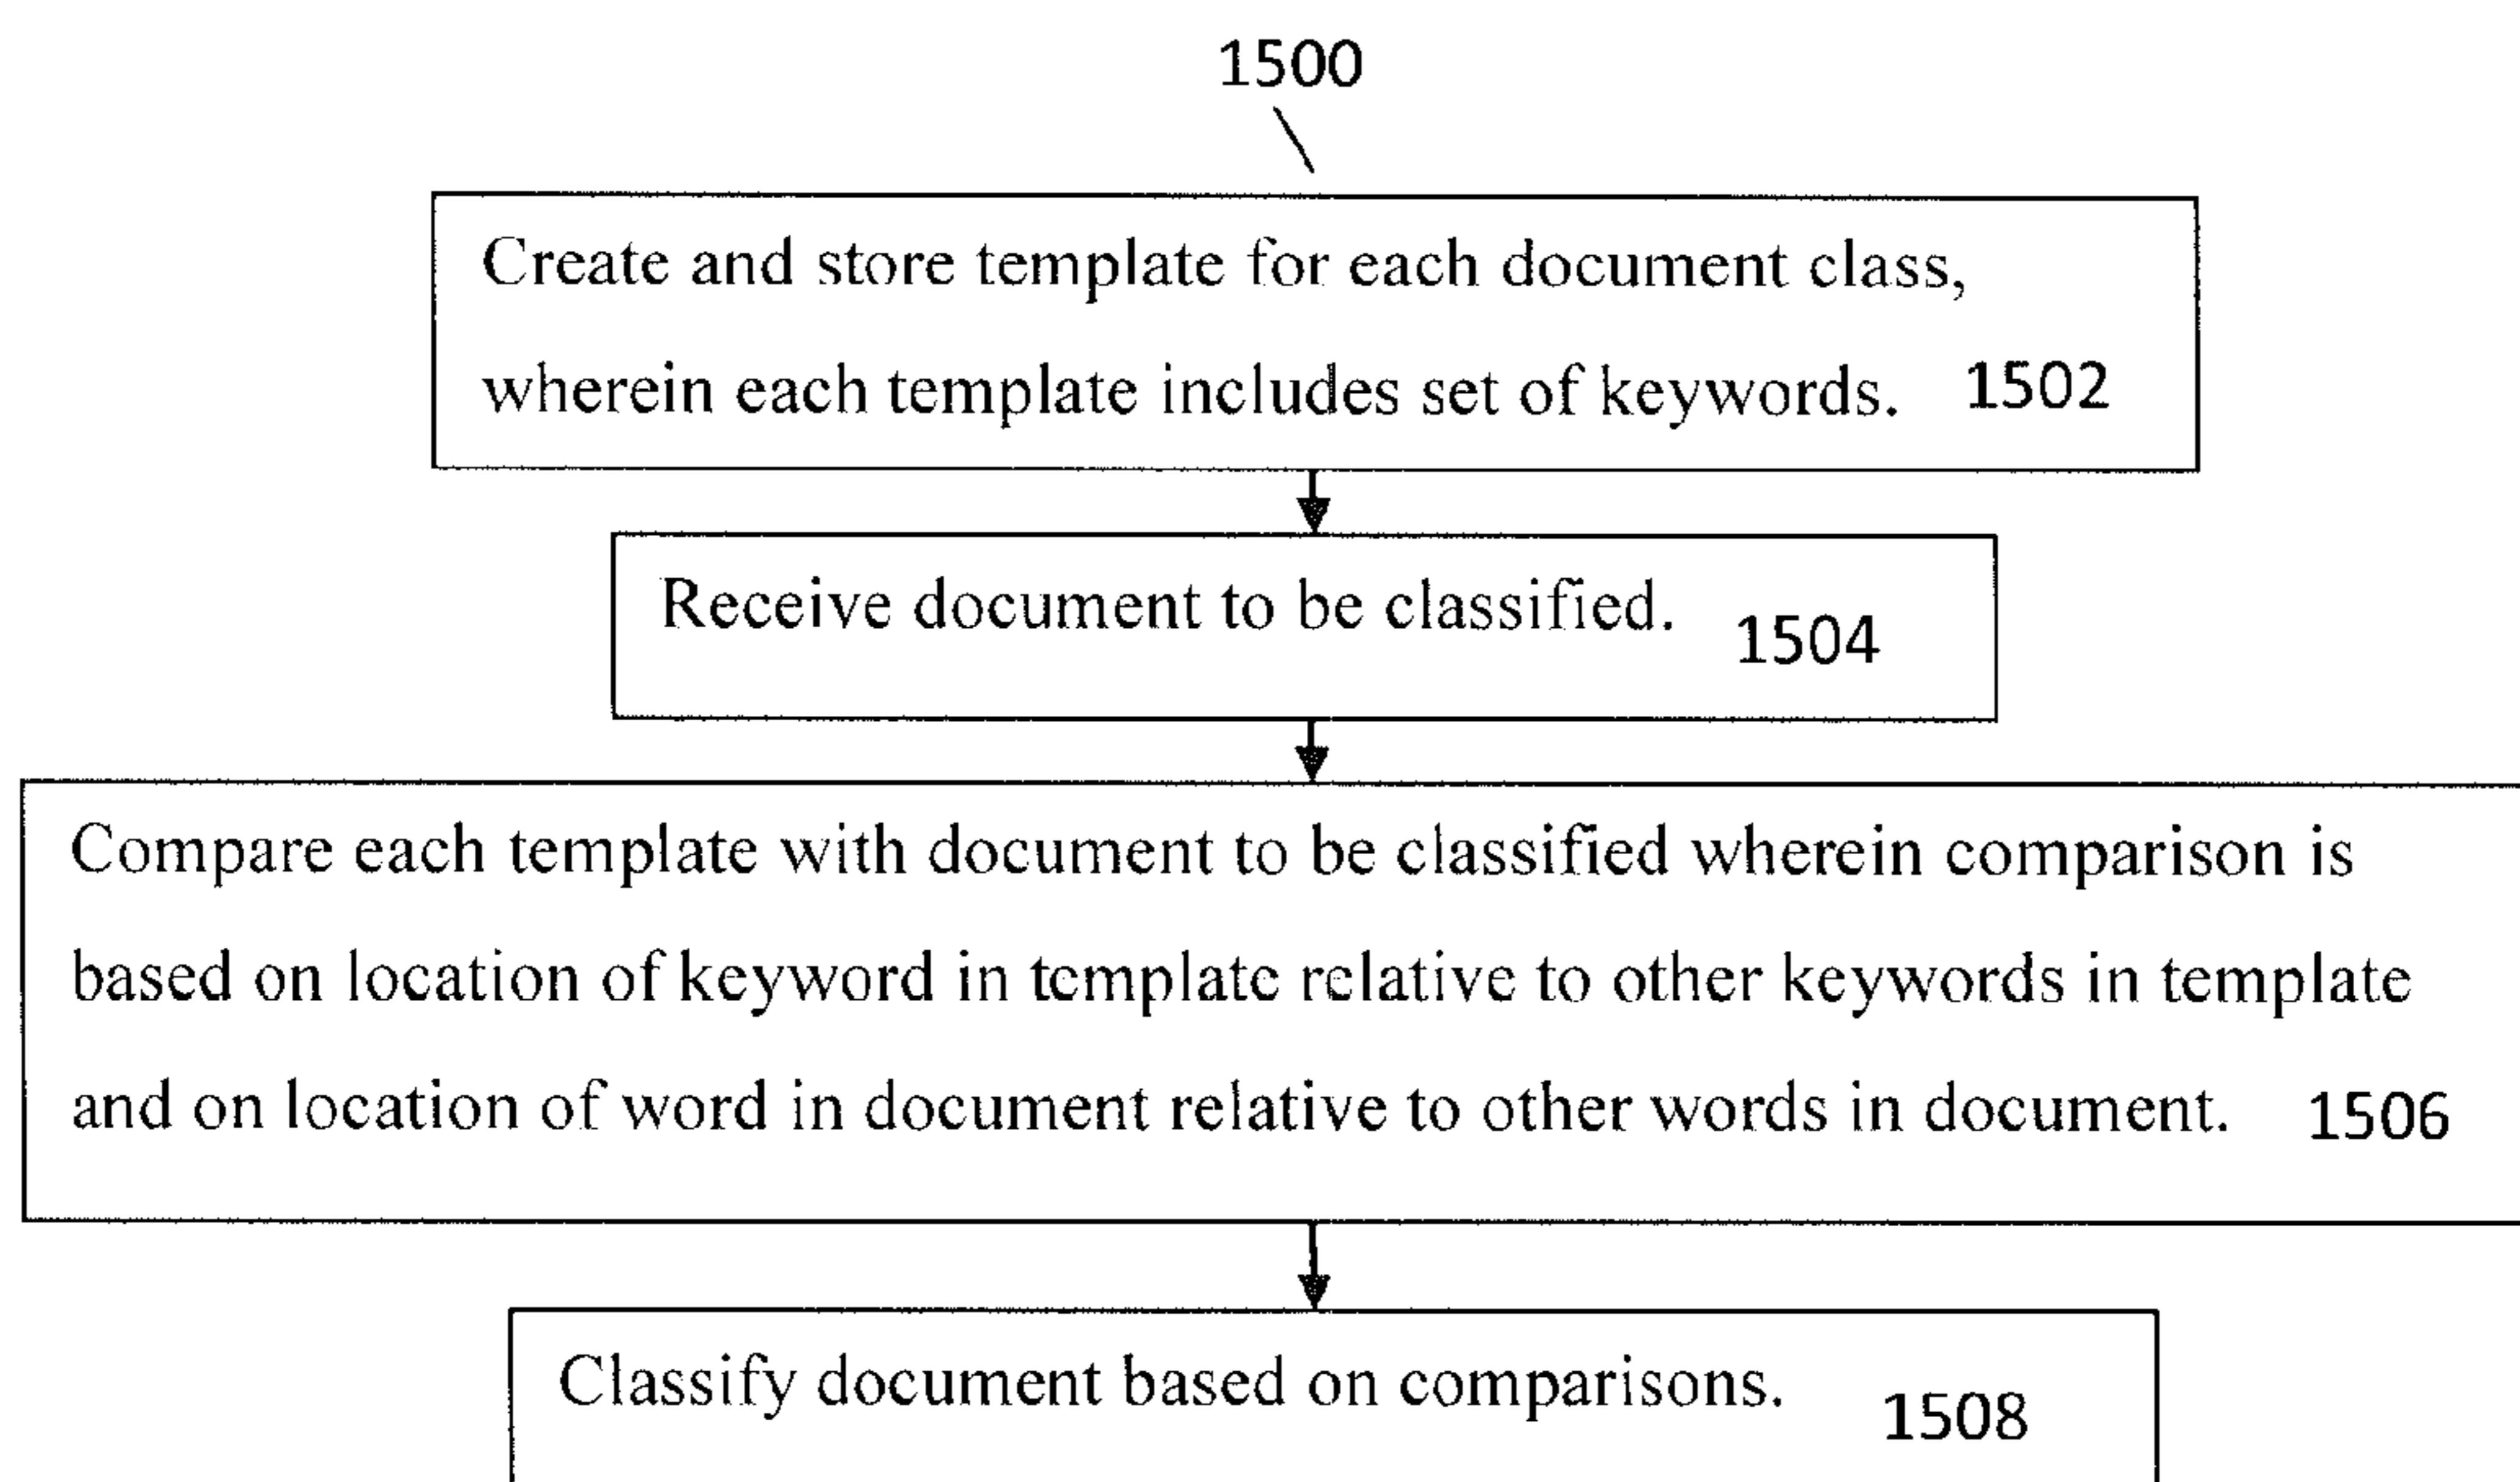 1500
Create and store template for each document class,
wherein each template includes set of keywords. 1502
Receive document to be classified. 1504
Compare each template with document to be classified wherein comparison is
based on location of keyword in template relative to other keywords in template
and on location of word in document relative to other words in document. 1506
Classify document based on comparisons. 1508